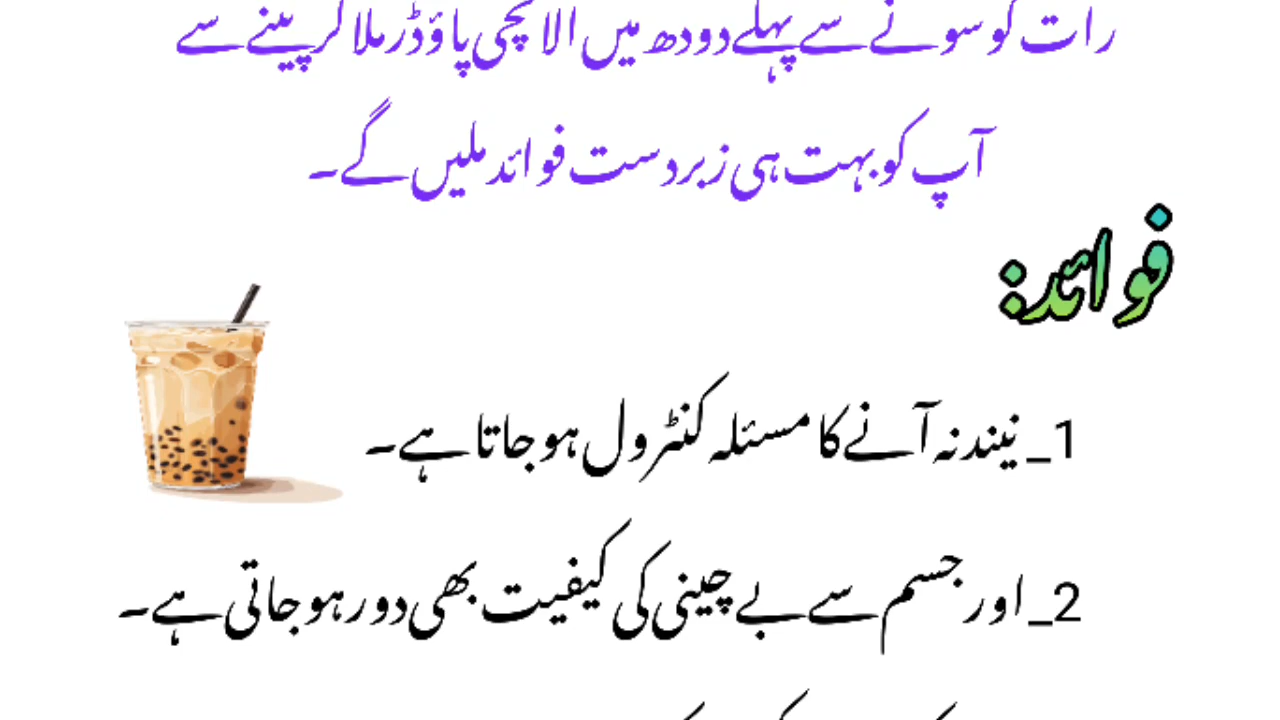 رات کو سونے سے پہلے دودھ میں الائچی پاؤڈر ملا کر پینے سے
آپ کو بہت ہی زبردست فوائد ملیں گے۔
فوائد:
1_ نیند نہ آنے کا مسئلہ کنٹرول ہو جاتا ہے۔
2_ اور جسم سے بے چینی کی کیفیت بھی دور ہو جاتی ہے۔